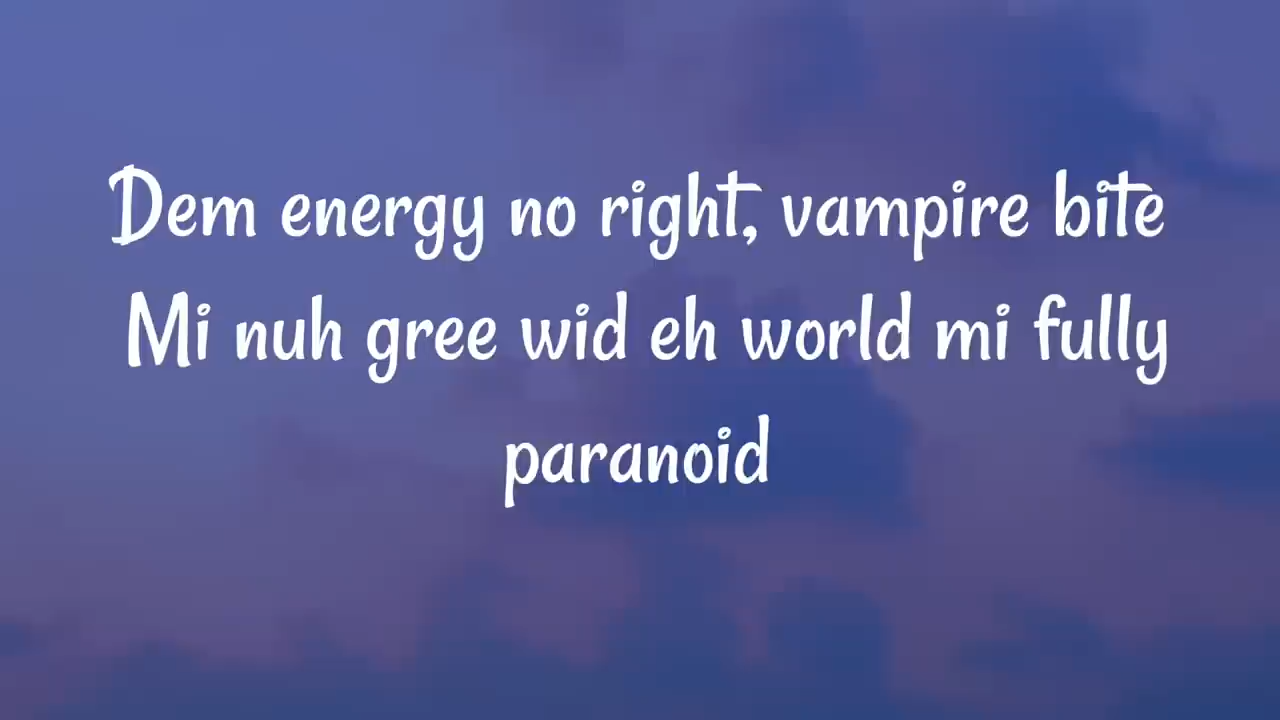 Dem energy no right, vampire bite
Mi nuh gree wid eh world mi fully
paranoid